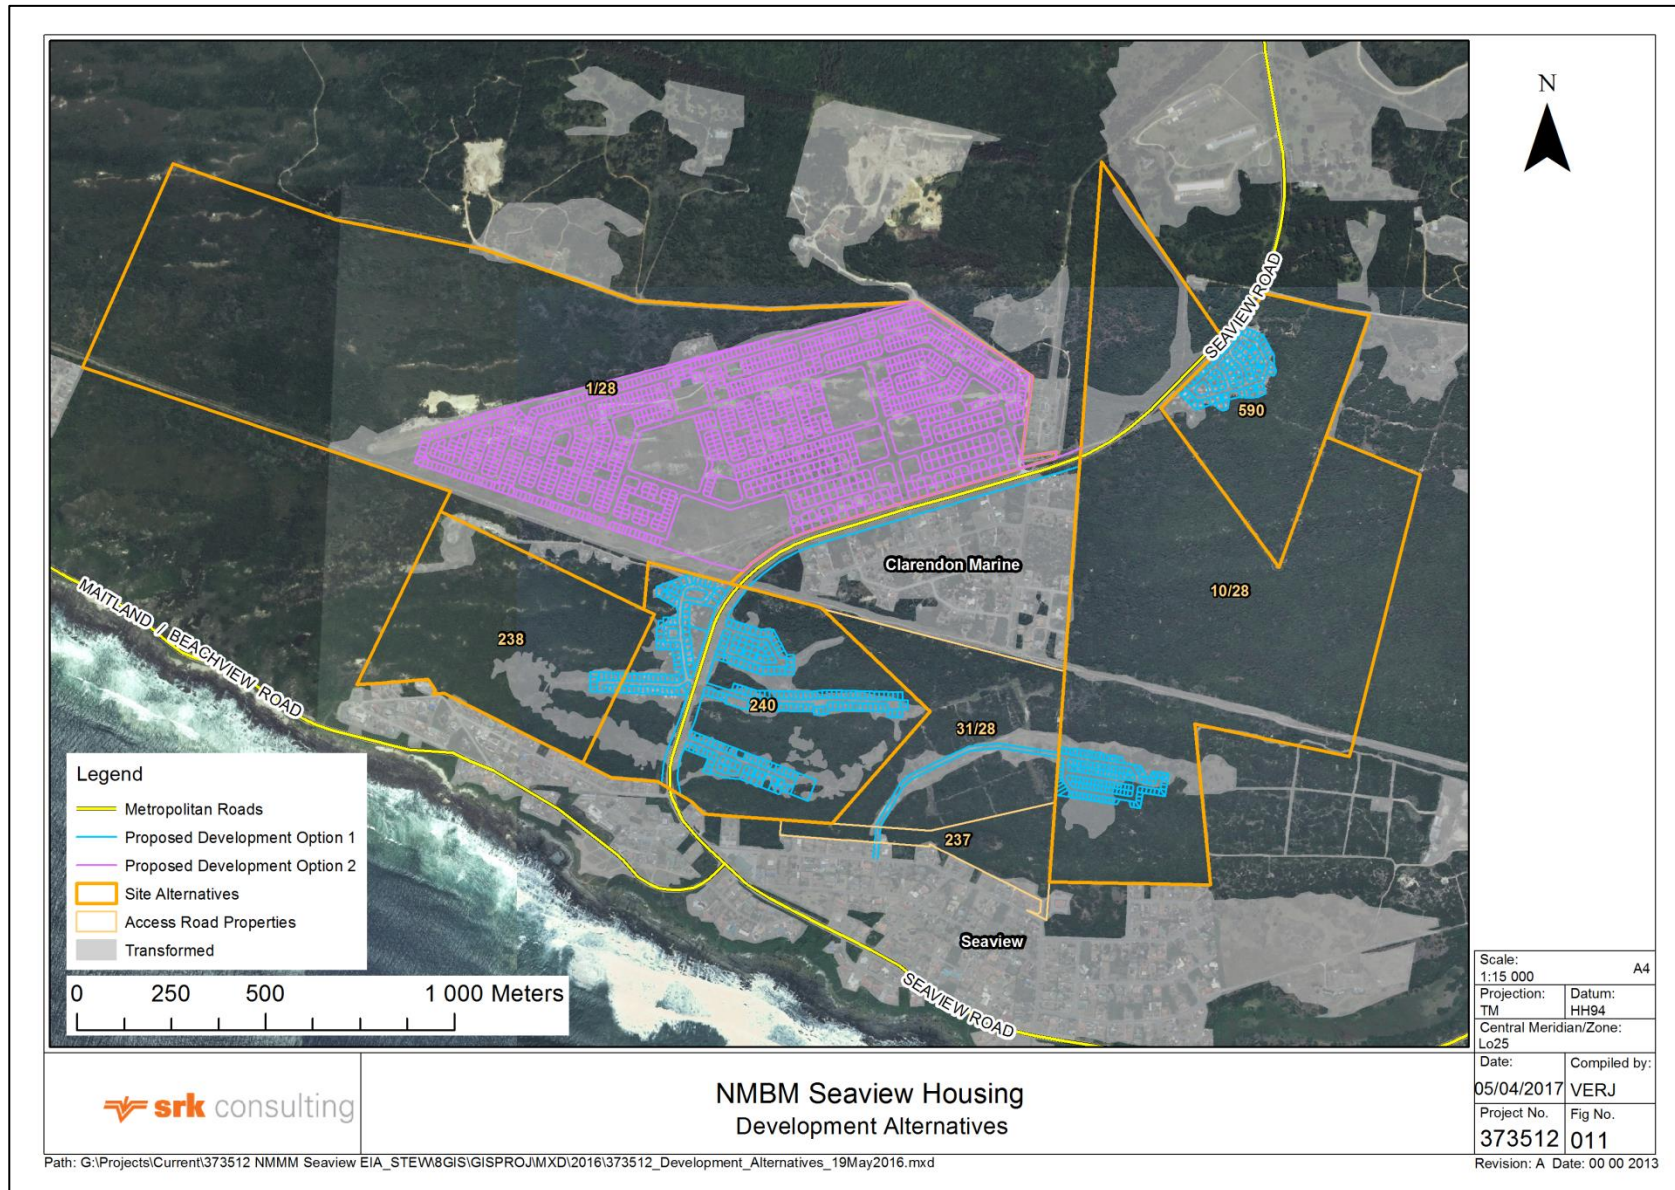 N
SEAVIEW ROAD
1/28
590
Clarendon Marine
10/28
MAITLAND / BEACHVIEW ROAD
238
240
31/28
237
Seaview
SEAVIEW ROAD
Legend
Metropolitan Roads
Proposed Development Option 1
Proposed Development Option 2
Site Alternatives
Access Road Properties
Transformed
0 250 500 1 000 Meters
Scale:
1:15 000 A4
Projection: Datum:
TM HH94
Central Meridian/Zone:
Lo25
Date: Compiled by:
05/04/2017 VERJ
Project No. Fig No.
373512 011
srk consulting
NMBM Seaview Housing
Development Alternatives
Path: G:\Projects\Current\373512 NMMM Seaview EIA_STEW\8GIS\GISPROJ\MXD\2016\373512_Development_Alternatives_19May2016.mxd
Revision: A Date: 00 00 2013